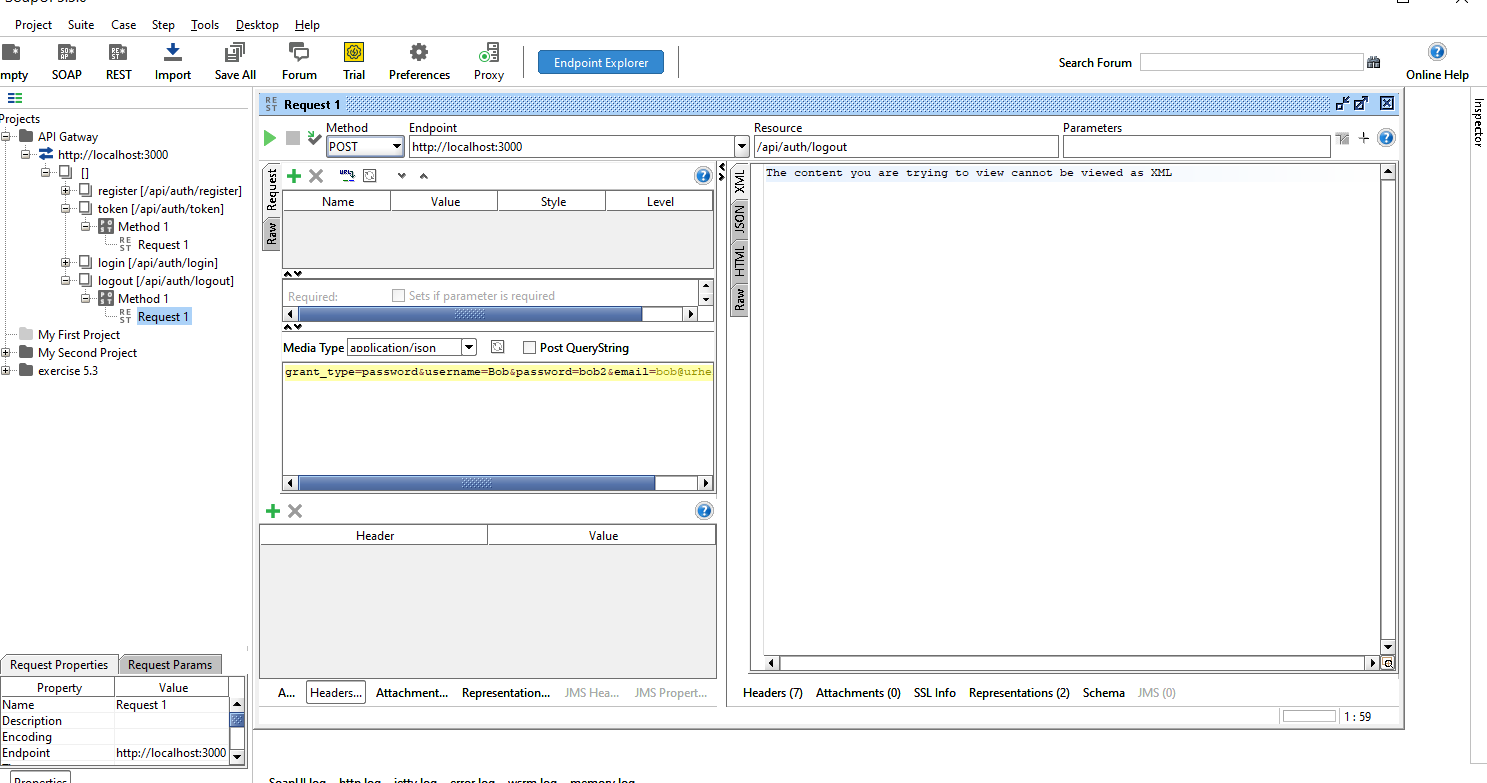 Project Suite Case Step Tools Desktop Help
mpty SOAP REST Import Save All Forum Trial Preferences Proxy Endpoint Explorer Search Forum Online Help
Inspector
Projects
API Gatway
http://localhost:3000
[]
register [/api/auth/register]
token [/api/auth/token]
Method 1
Request 1
login [/api/auth/login]
logout [/api/auth/logout]
Method 1
Request 1
My First Project
My Second Project
exercise 5.3
Request 1
Method Endpoint Resource Parameters
POST http://localhost:3000 /api/auth/logout
Request
Raw
Name Value Style Level
Required: Sets if parameter is required
Media Type application/json Post QueryString
grant_type=password&username=Bob&password=bob2&email=bob@urhe
Header Value
A... Headers... Attachment... Representation... JMS Hea... JMS Propert...
XML
JSON
HTML
Raw
The content you are trying to view cannot be viewed as XML
Headers (7) Attachments (0) SSL Info Representations (2) Schema JMS (0)
1 : 59
Request Properties Request Params
Property Value
Name Request 1
Description
Encoding
Endpoint http://localhost:3000
Properties
SoapUI log http log jetty log error log wsrm log memory log